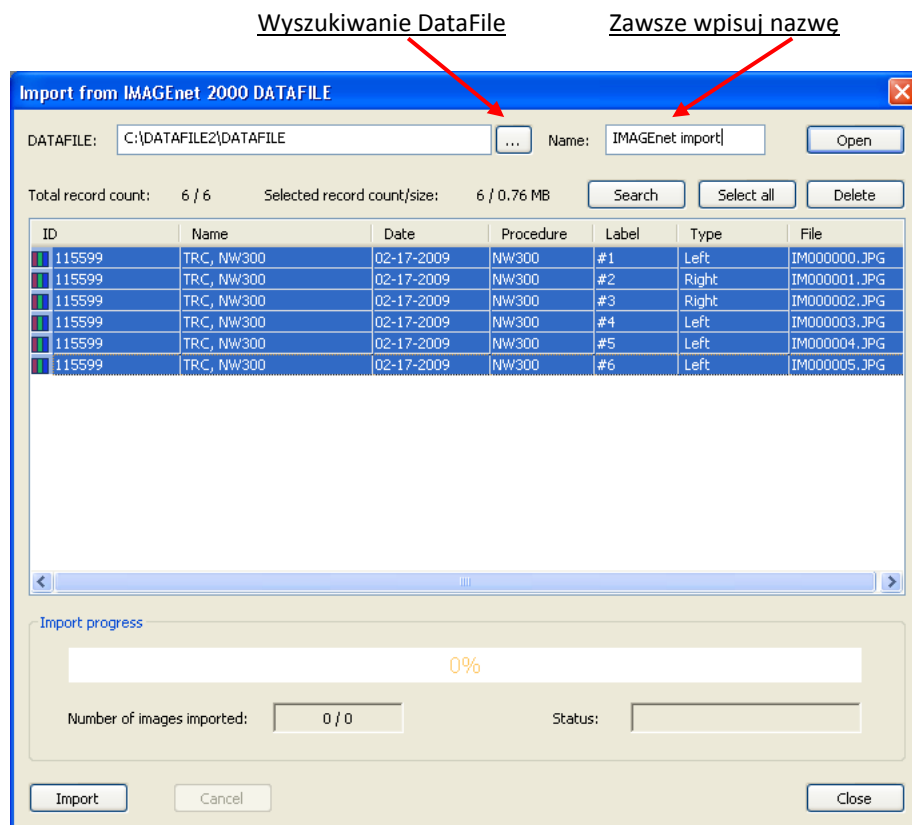 Wyszukiwanie DataFile Zawsze wpisuj nazwę
Import from IMAGEnet 2000 DATAFILE
DATAFILE: C:\DATAFILE2\DATAFILE ... Name: IMAGEnet import Open
Total record count: 6 / 6 Selected record count/size: 6 / 0.76 MB Search Select all Delete
ID Name Date Procedure Label Type File
115599 TRC, NW300 02-17-2009 NW300 #1 Left IM000000.JPG
115599 TRC, NW300 02-17-2009 NW300 #2 Right IM000001.JPG
115599 TRC, NW300 02-17-2009 NW300 #3 Right IM000002.JPG
115599 TRC, NW300 02-17-2009 NW300 #4 Left IM000003.JPG
115599 TRC, NW300 02-17-2009 NW300 #5 Left IM000004.JPG
115599 TRC, NW300 02-17-2009 NW300 #6 Left IM000005.JPG
Import progress
0%
Number of images imported: 0 / 0 Status:
Import Cancel Close